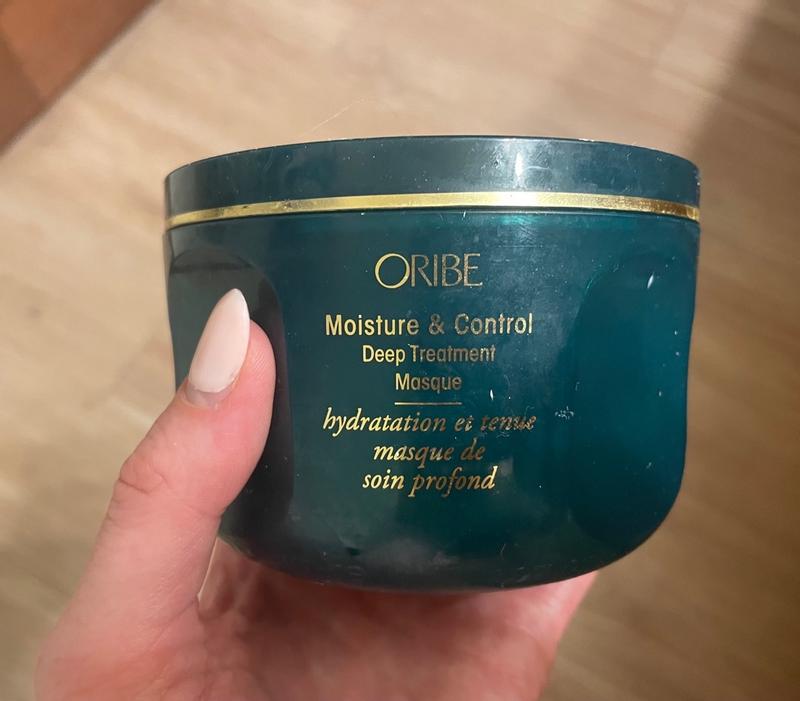 ORIBE
Moisture & Control
Deep Treatment
Masque
hydratation et tenue
masque de
soin profond